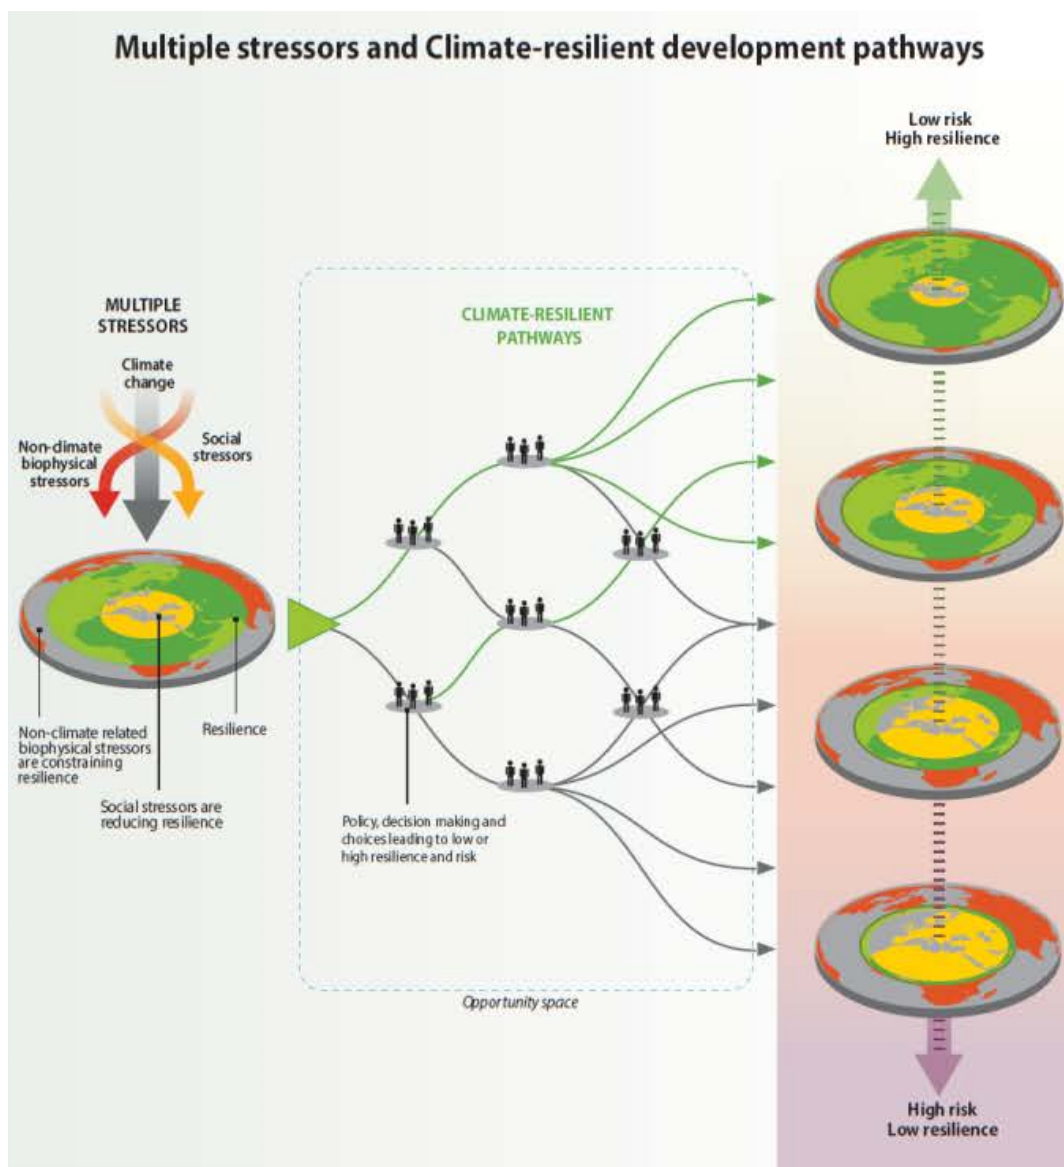 Multiple stressors and Climate-resilient development pathways
Low risk
High resilience
MULTIPLE
STRESSORS
Climate
change
Non-climate
biophysical
stressors
Social
stressors
CLIMATE-RESILIENT
PATHWAYS
Non-climate related
biophysical stressors
are constraining
resilience
Resilience
Social stressors are
reducing resilience
Policy, decision making and
choices leading to low or
high resilience and risk
Opportunity space
High risk
Low resilience